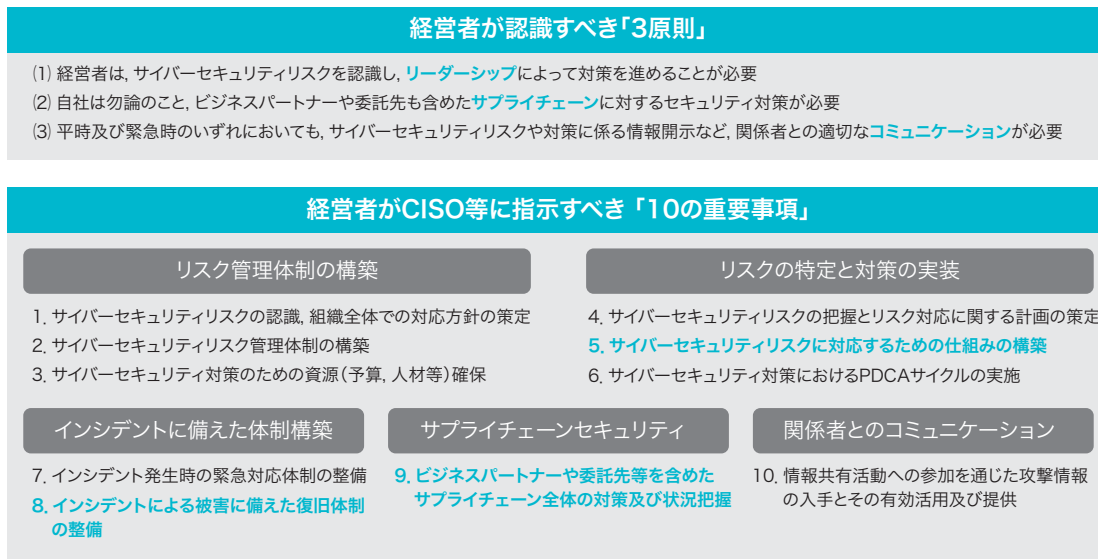 経営者が認識すべき「3原則」
⑴ 経営者は, サイバーセキュリティリスクを認識し, リーダーシップによって対策を進めることが必要
⑵ 自社は勿論のこと, ビジネスパートナーや委託先も含めたサプライチェーンに対するセキュリティ対策が必要
⑶ 平時及び緊急時のいずれにおいても, サイバーセキュリティリスクや対策に係る情報開示など, 関係者との適切なコミュニケーションが必要
経営者がCISO等に指示すべき「10の重要事項」
リスク管理体制の構築
1. サイバーセキュリティリスクの認識, 組織全体での対応方針の策定
2. サイバーセキュリティリスク管理体制の構築
3. サイバーセキュリティ対策のための資源（予算, 人材等）確保
リスクの特定と対策の実装
4. サイバーセキュリティリスクの把握とリスク対応に関する計画の策定
5. サイバーセキュリティリスクに対応するための仕組みの構築
6. サイバーセキュリティ対策におけるPDCAサイクルの実施
インシデントに備えた体制構築
7. インシデント発生時の緊急対応体制の整備
8. インシデントによる被害に備えた復旧体制
の整備
サプライチェーンセキュリティ
9. ビジネスパートナーや委託先等を含めた
サプライチェーン全体の対策及び状況把握
関係者とのコミュニケーション
10. 情報共有活動への参加を通じた攻撃情報
の入手とその有効活用及び提供